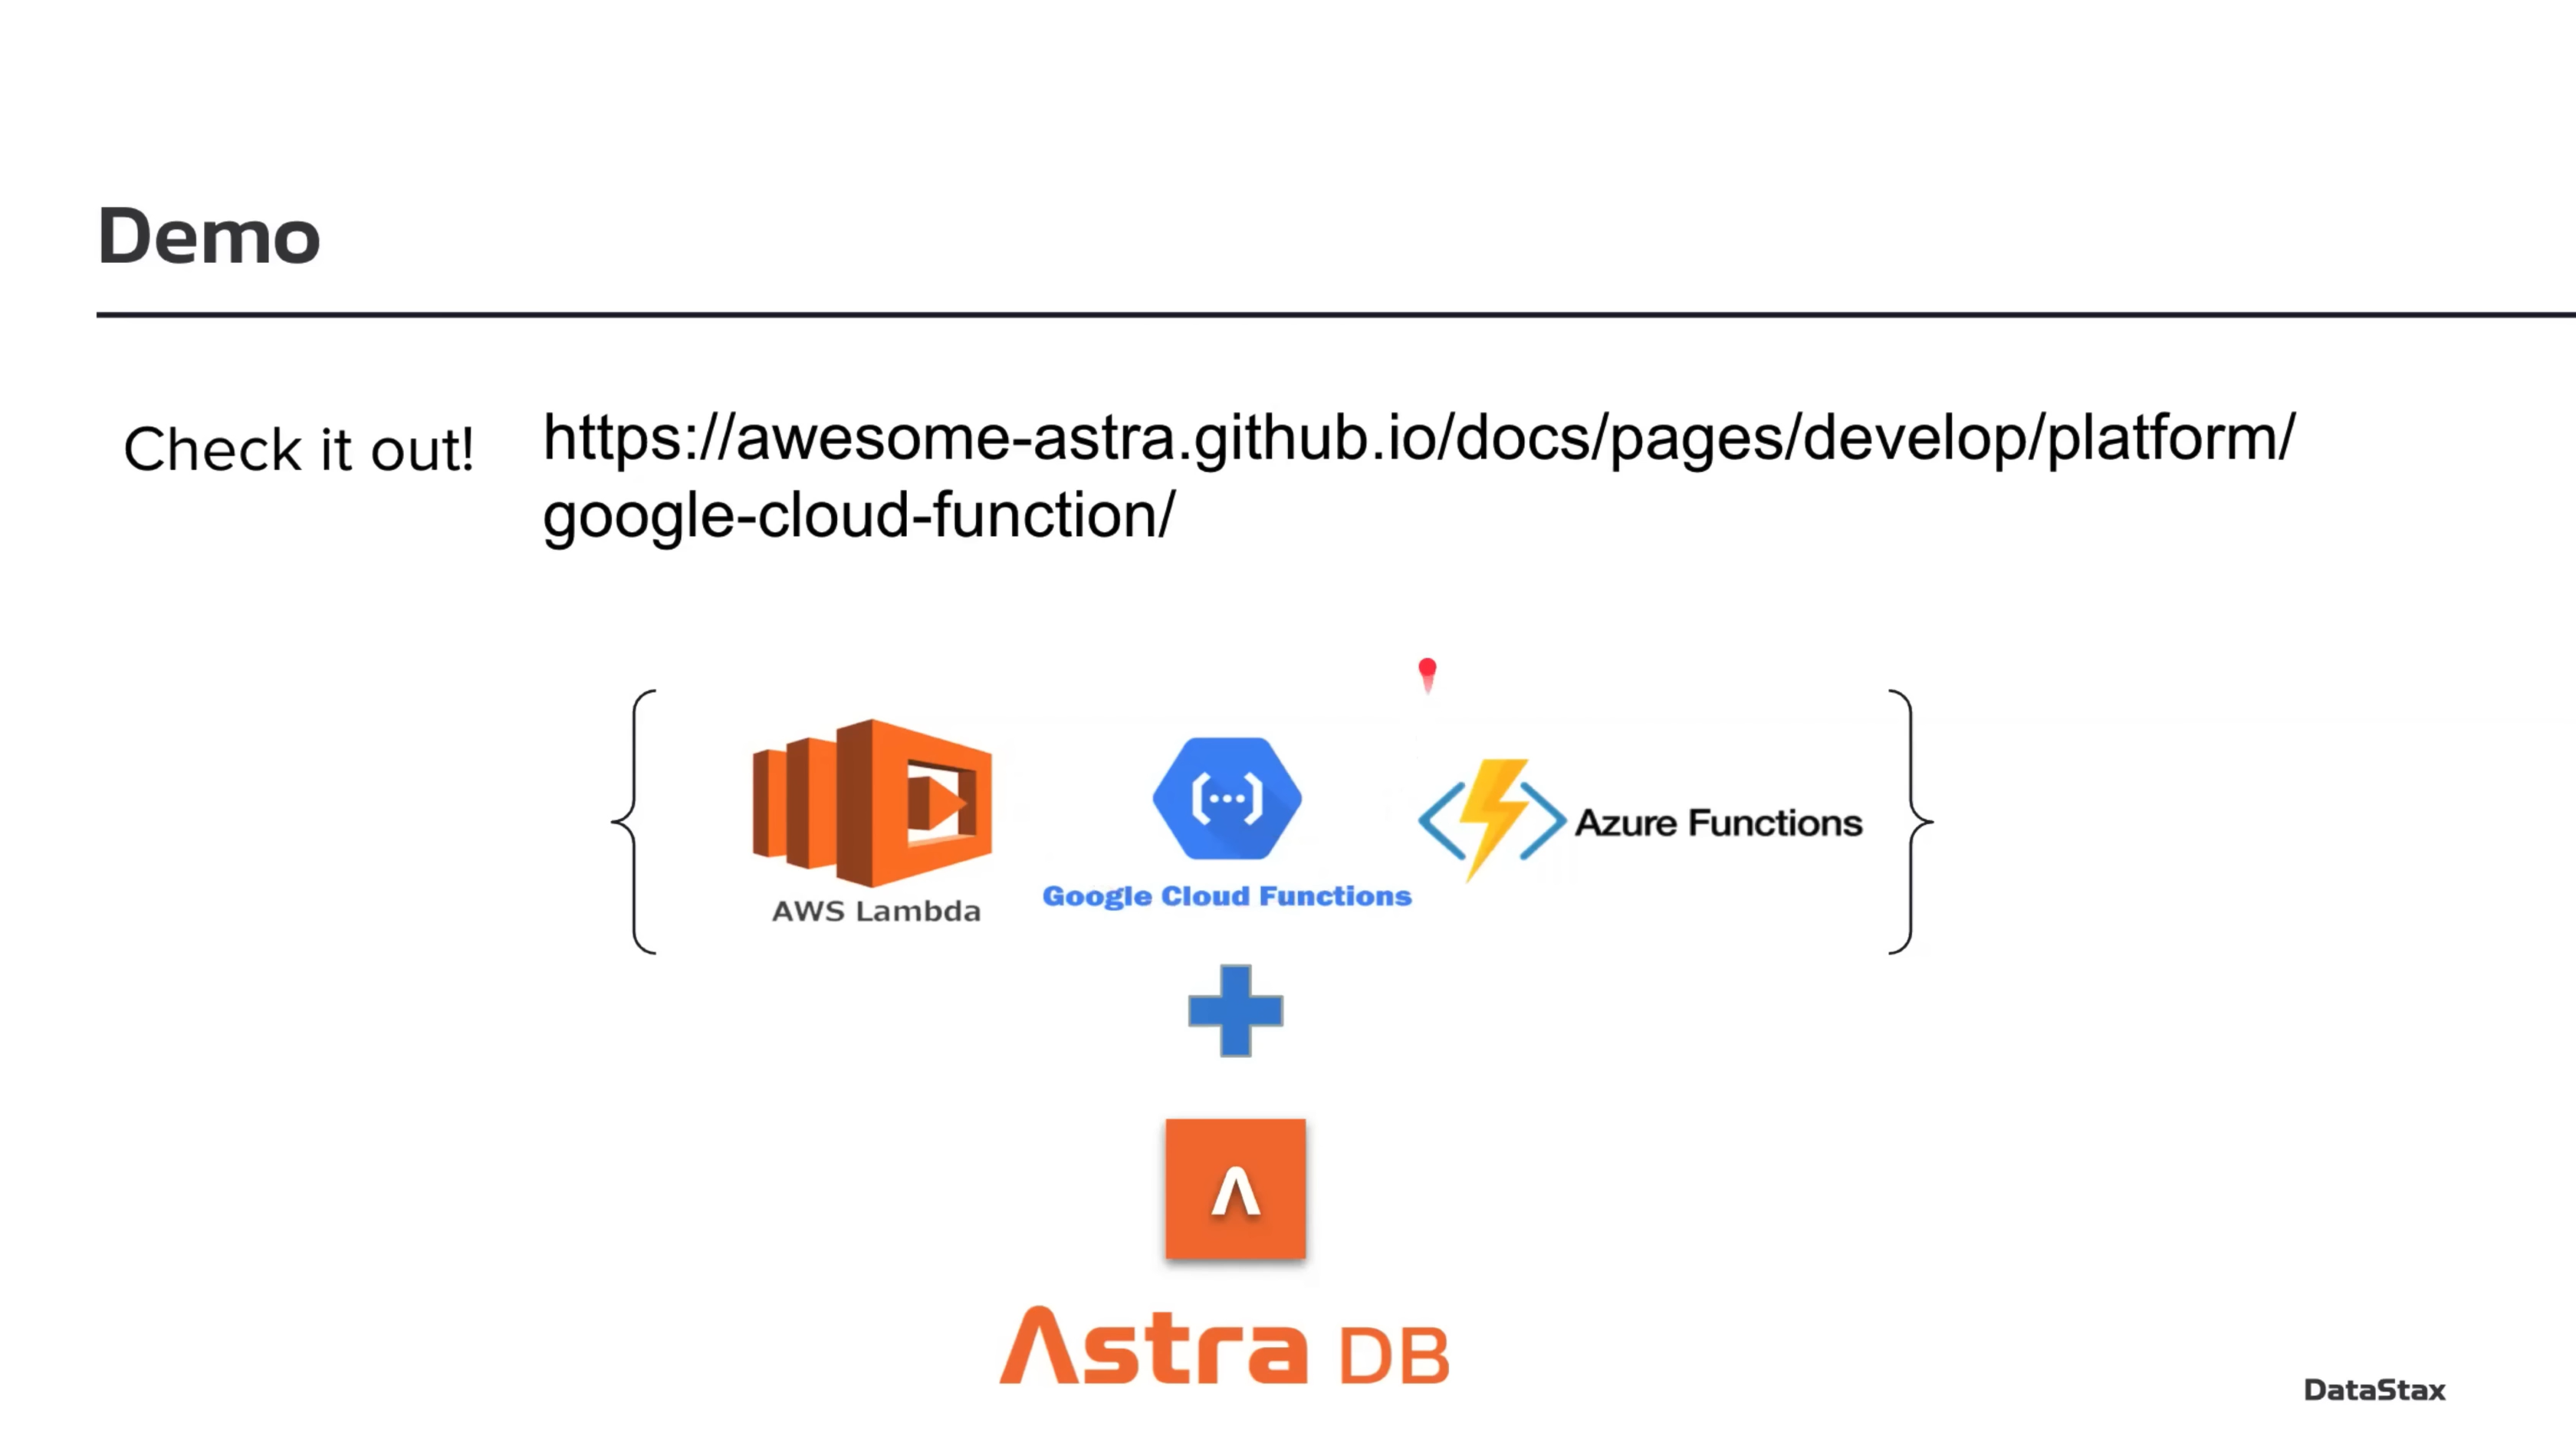 Demo
Check it out!
https://awesome-astra.github.io/docs/pages/develop/platform/
google-cloud-function/
AWS Lambda
Google Cloud Functions
Azure Functions
Astra DB
DataStax